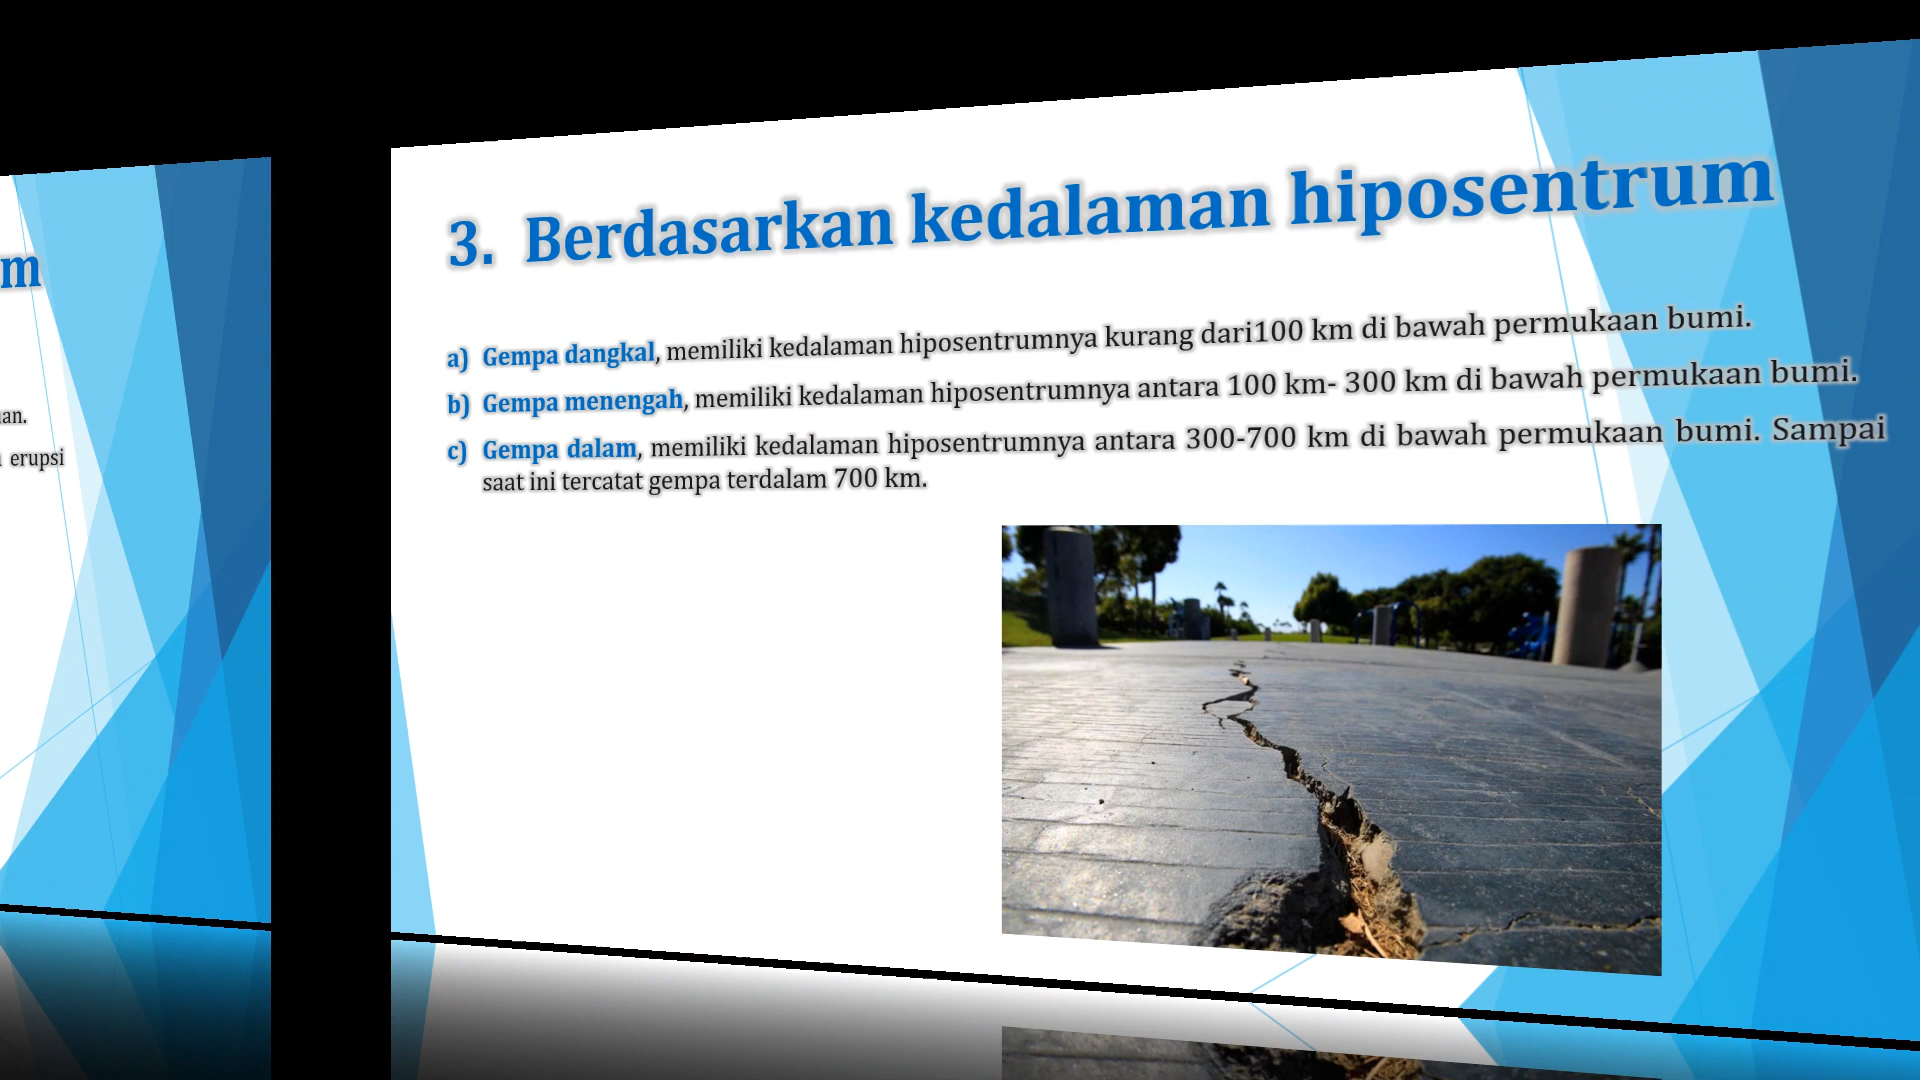 m
an.
erupsi
3. Berdasarkan kedalaman hiposentrum
a) Gempa dangkal, memiliki kedalaman hiposentrumnya kurang dari100 km di bawah permukaan bumi.
b) Gempa menengah, memiliki kedalaman hiposentrumnya antara 100 km- 300 km di bawah permukaan bumi.
c) Gempa dalam, memiliki kedalaman hiposentrumnya antara 300-700 km di bawah permukaan bumi. Sampai
saat ini tercatat gempa terdalam 700 km.